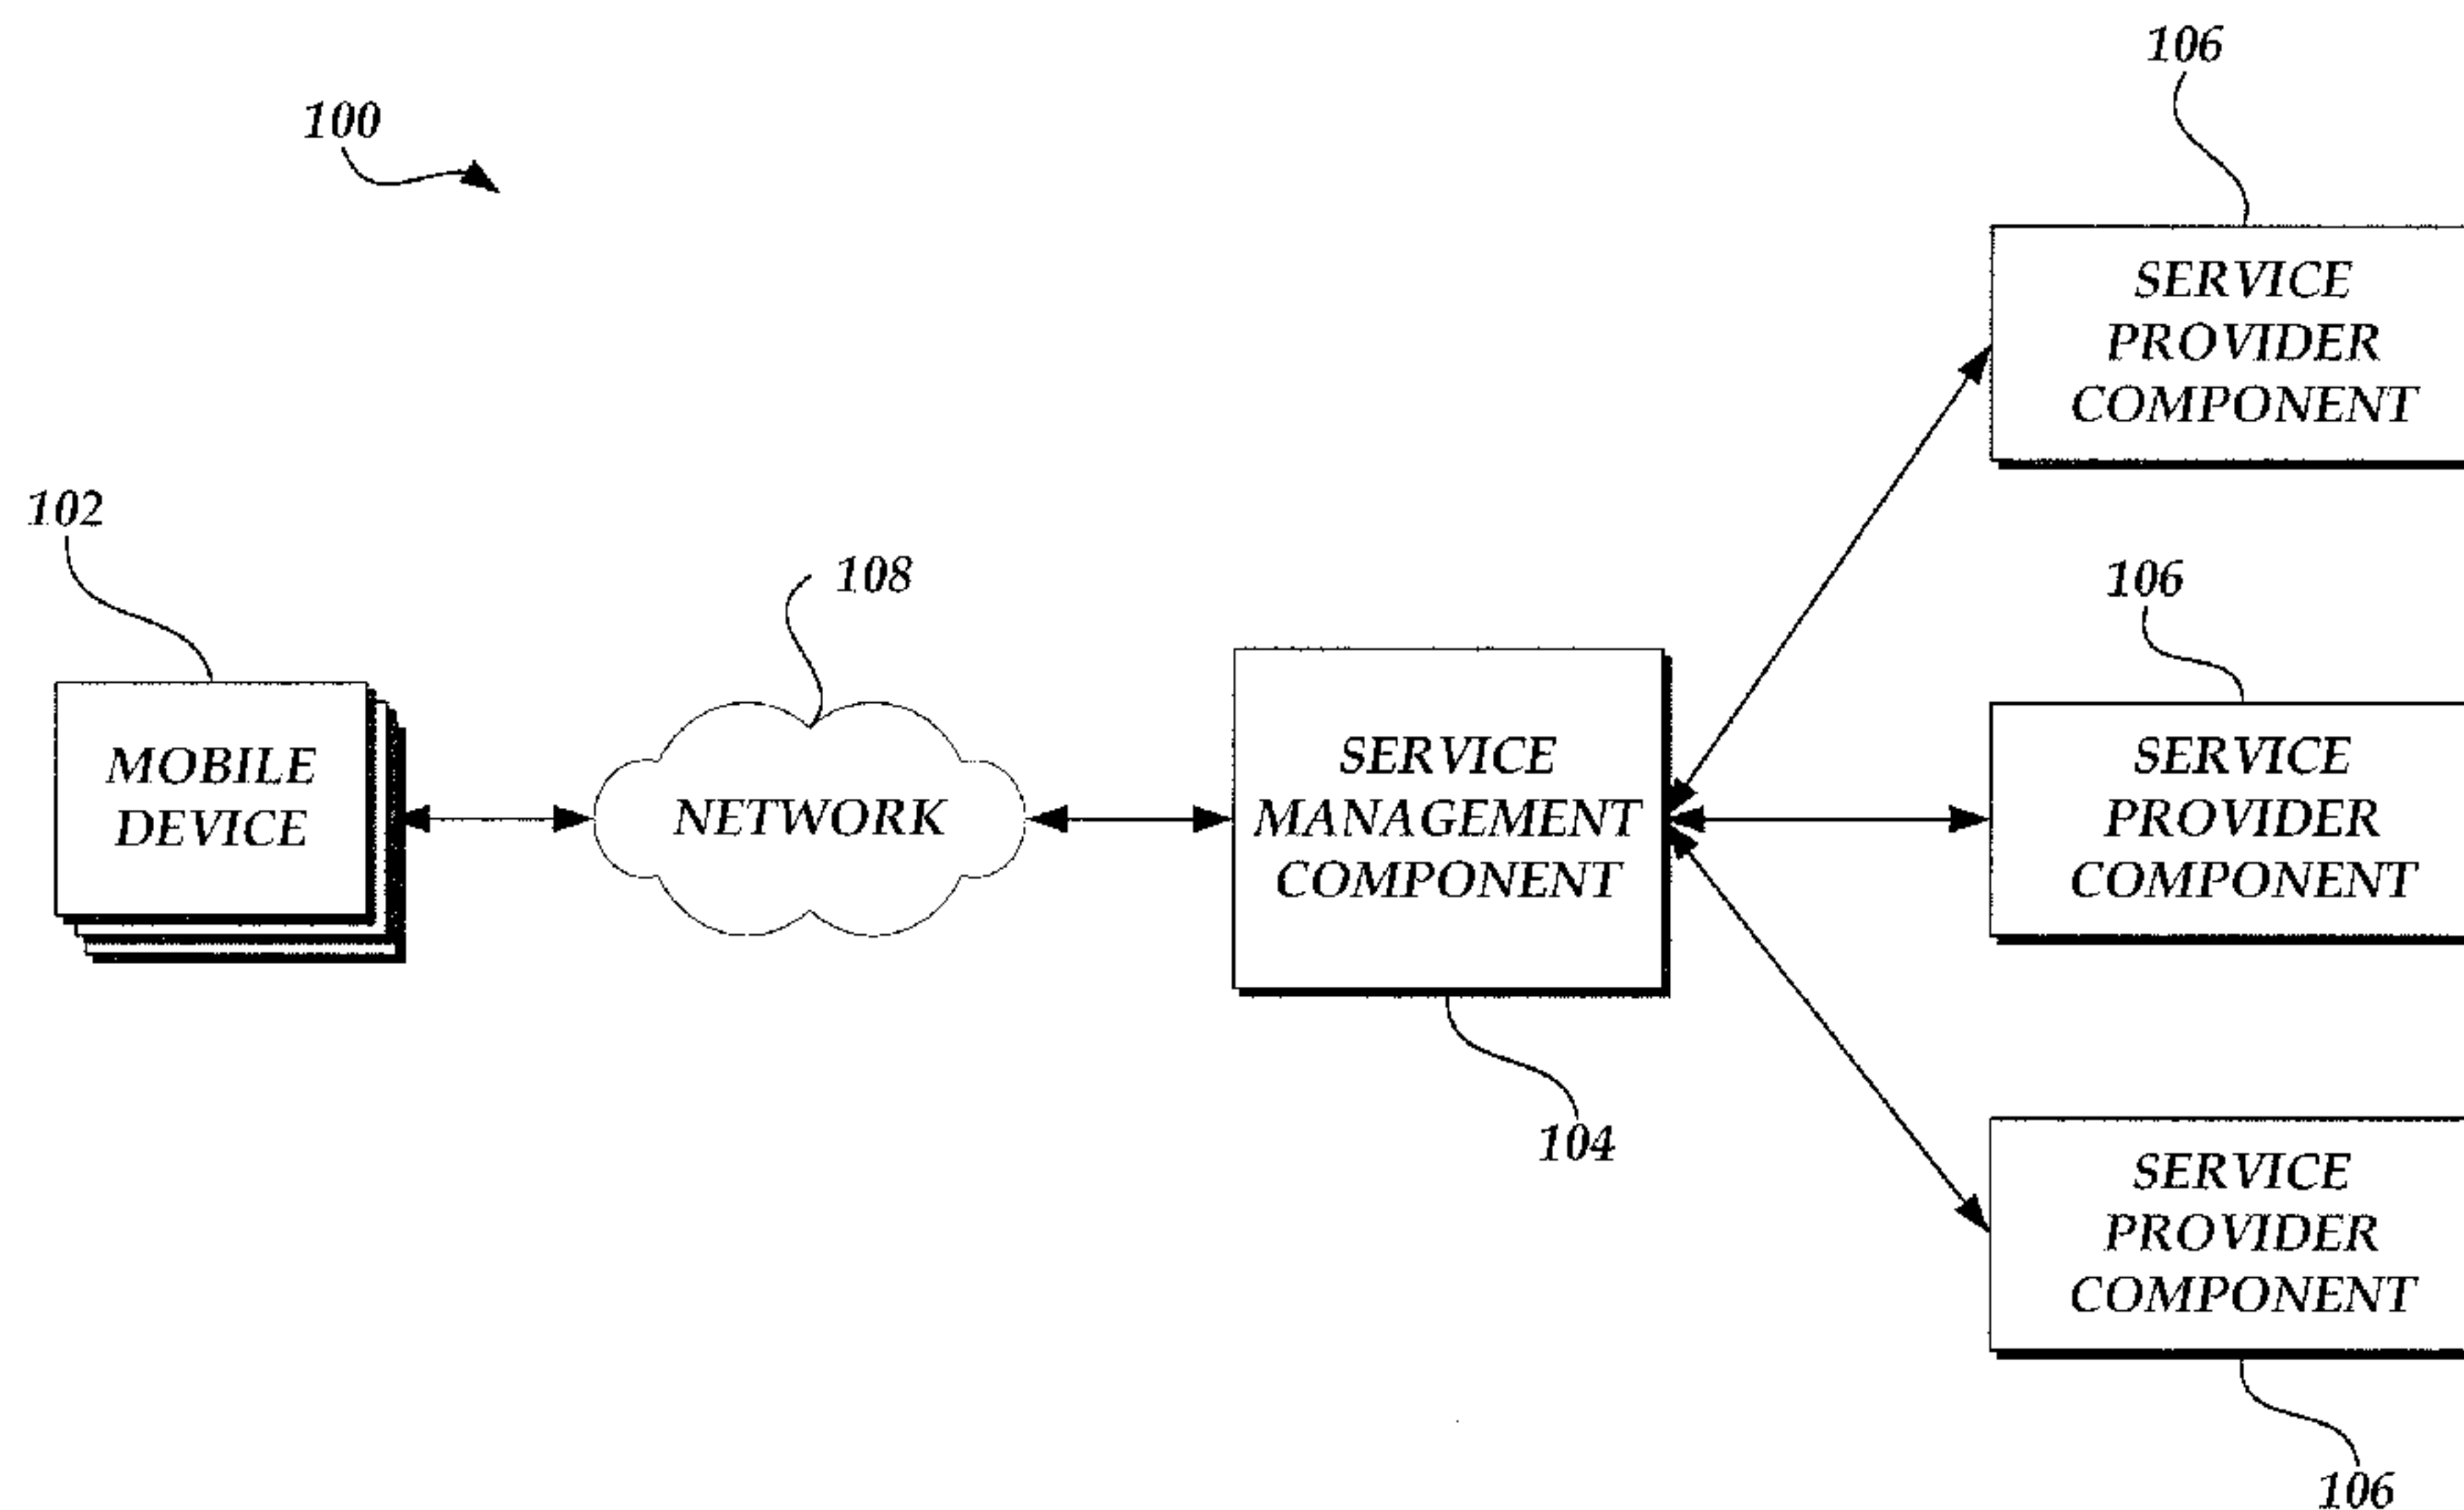 106
100
SERVICE
PROVIDER
COMPONENT
102
108
106
MOBILE
DEVICE
NETWORK
SERVICE
MANAGEMENT
COMPONENT
SERVICE
PROVIDER
COMPONENT
104
SERVICE
PROVIDER
COMPONENT
106